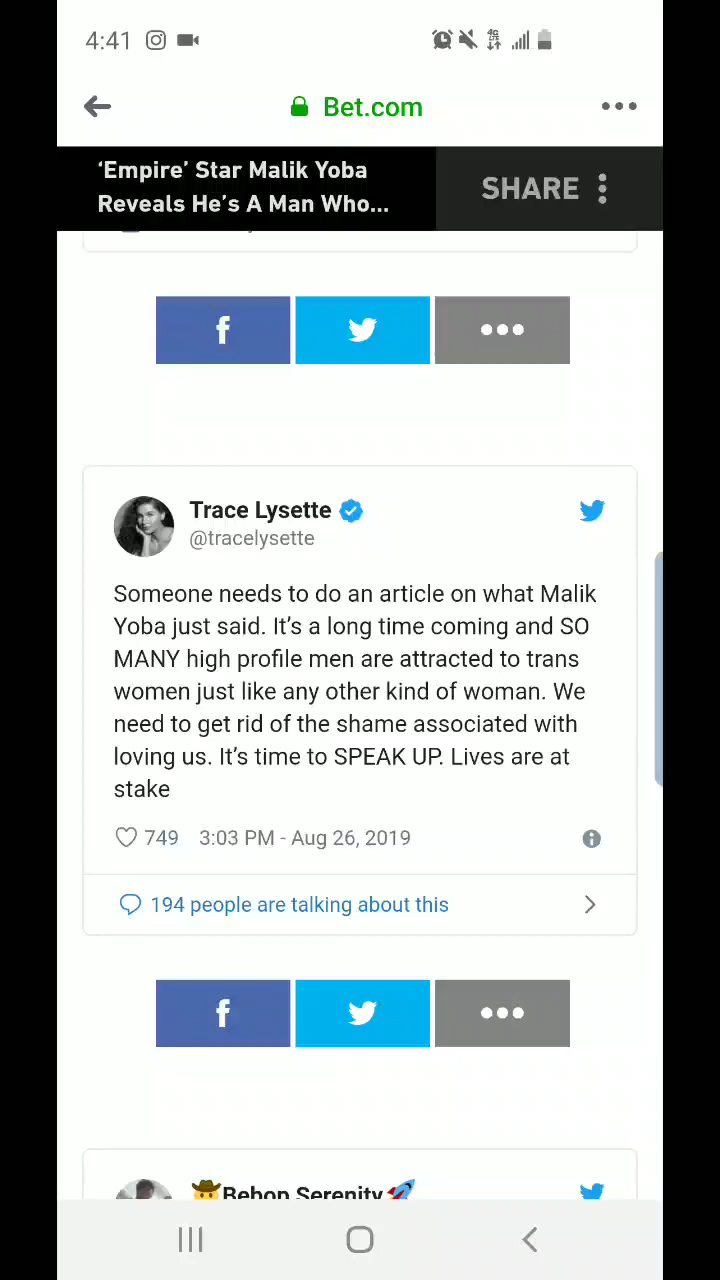 4:41
Bet.com
‘Empire’ Star Malik Yoba
Reveals He’s A Man Who...
SHARE
f
Trace Lysette
@tracelysette
Someone needs to do an article on what Malik
Yoba just said. It’s a long time coming and SO
MANY high profile men are attracted to trans
women just like any other kind of woman. We
need to get rid of the shame associated with
loving us. It’s time to SPEAK UP. Lives are at
stake
749 3:03 PM - Aug 26, 2019
194 people are talking about this
f
🤠Bebop Serenity🚀